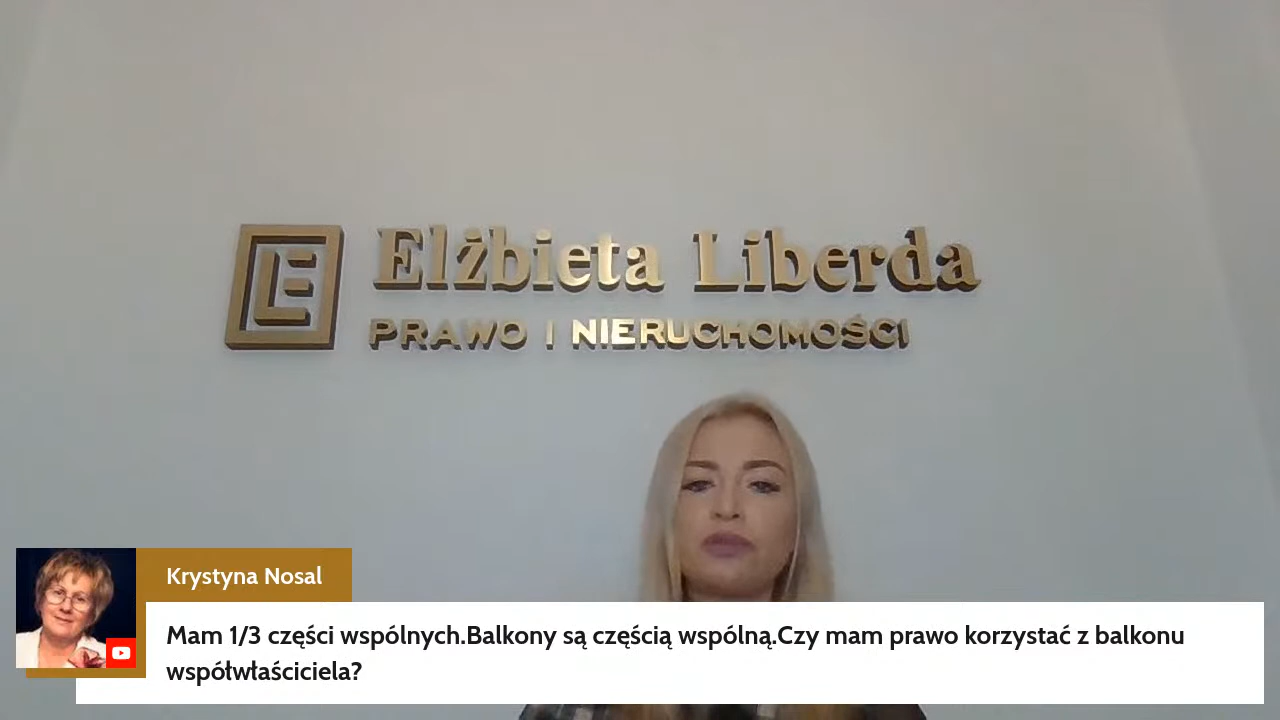 LE
Elżbieta Liberda
PRAWO I NIERUCHOMOŚCI
Krystyna Nosal
Mam 1/3 części wspólnych.Balkony są częścią wspólną.Czy mam prawo korzystać z balkonu
współwłaściciela?